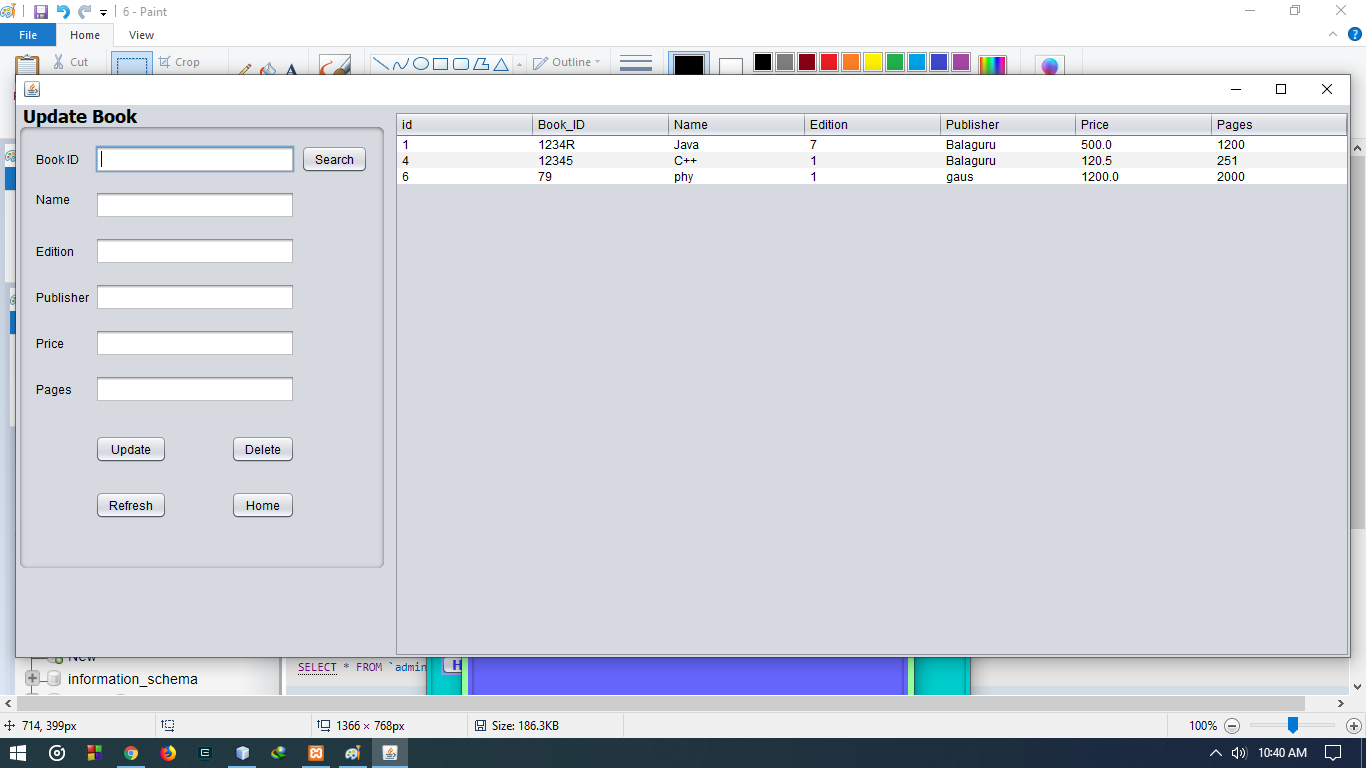 6 - Paint
File Home View
Cut Crop Outline
Update Book
Book ID Search
Name
Edition
Publisher
Price
Pages
Update Delete
Refresh Home
id Book_ID Name Edition Publisher Price Pages
1 1234R Java 7 Balaguru 500.0 1200
4 12345 C++ 1 Balaguru 120.5 251
6 79 phy 1 gaus 1200.0 2000
New
SELECT * FROM `admin H
information_schema
714, 399px 1366 × 768px Size: 186.3KB 100%
10:40 AM